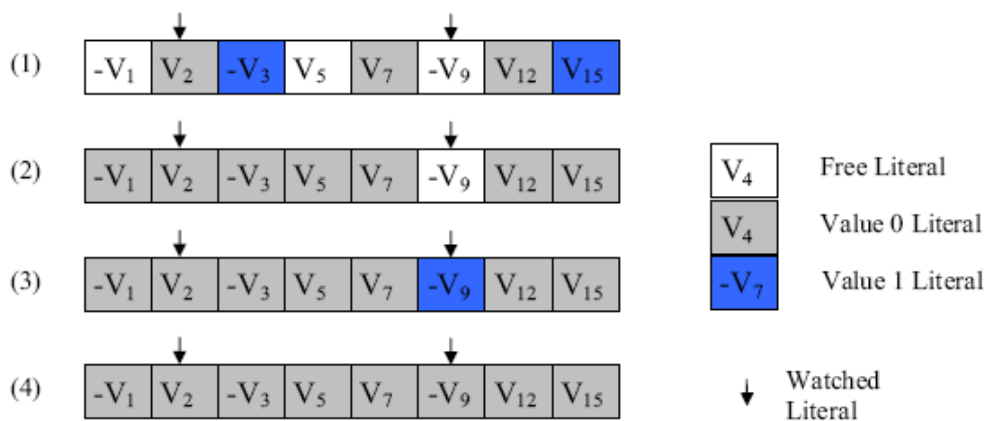 (1) -V₁ V₂ -V₃ V₅ V₇ -V₉ V₁₂ V₁₅
(2) -V₁ V₂ -V₃ V₅ V₇ -V₉ V₁₂ V₁₅
V₄ Free Literal
V₄ Value 0 Literal
(3) -V₁ V₂ -V₃ V₅ V₇ -V₉ V₁₂ V₁₅
-V₇ Value 1 Literal
(4) -V₁ V₂ -V₃ V₅ V₇ -V₉ V₁₂ V₁₅
Watched
Literal